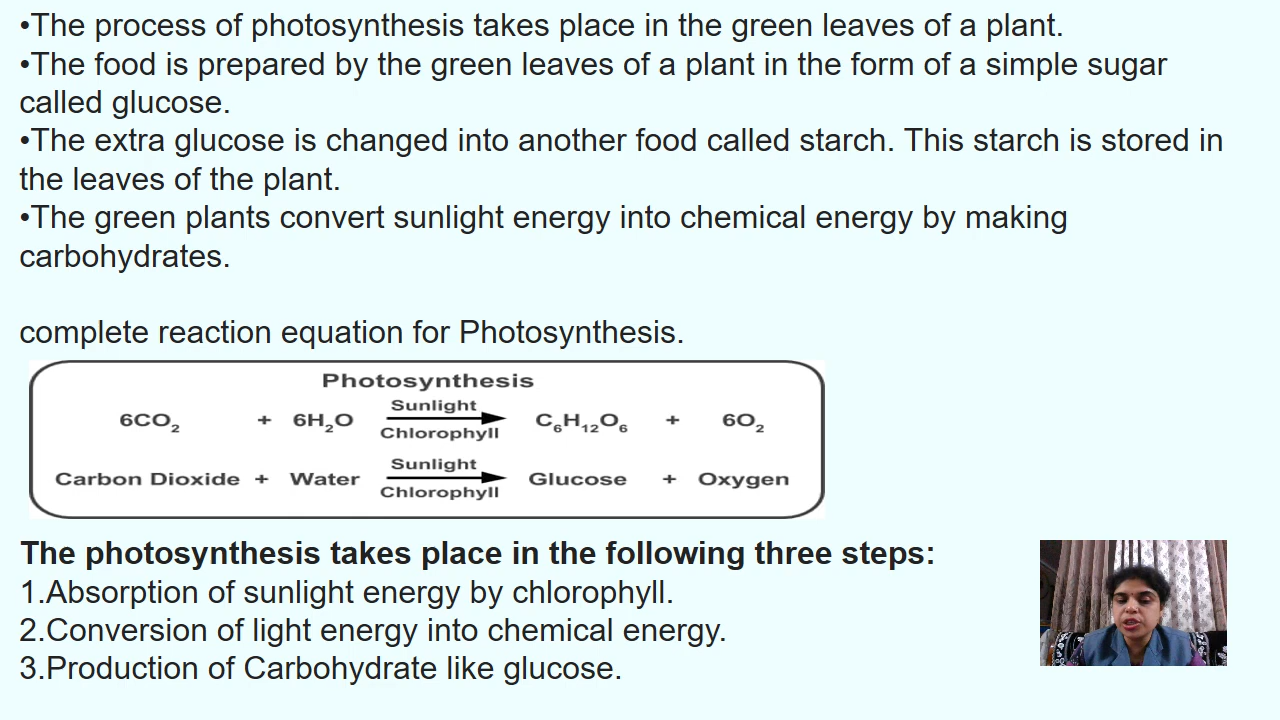 •The process of photosynthesis takes place in the green leaves of a plant.
•The food is prepared by the green leaves of a plant in the form of a simple sugar
called glucose.
•The extra glucose is changed into another food called starch. This starch is stored in
the leaves of the plant.
•The green plants convert sunlight energy into chemical energy by making
carbohydrates.
complete reaction equation for Photosynthesis.
Photosynthesis
Sunlight
6CO₂ + 6H₂O C₆H₁₂O₆ + 6O₂
Chlorophyll
Sunlight
Carbon Dioxide + Water Glucose + Oxygen
Chlorophyll
The photosynthesis takes place in the following three steps:
1.Absorption of sunlight energy by chlorophyll.
2.Conversion of light energy into chemical energy.
3.Production of Carbohydrate like glucose.